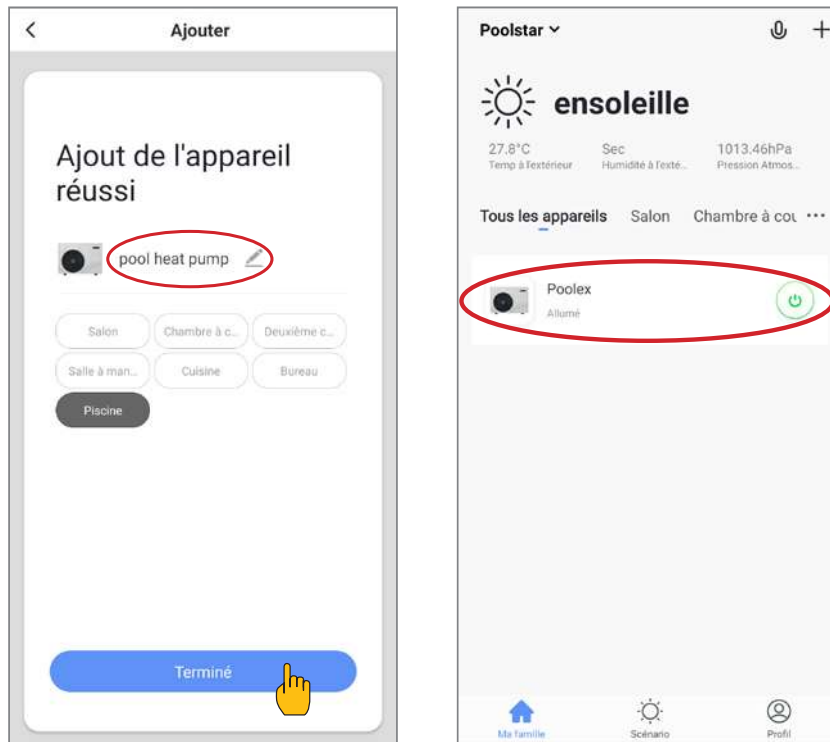 Ajouter
Ajout de l'appareil
réussi
pool heat pump
Salon
Chambre à c...
Deuxième c...
Salle à man...
Cuisine
Bureau
Piscine
Terminé
Poolstar
ensoleille
27.8°C
Sec
1013.46hPa
Temp à l'extérieur
Humidité à l'exté...
Pression Atmos...
Tous les appareils
Salon
Chambre à cou
Poolex
Allumé
Ma famille
Scénario
Profil